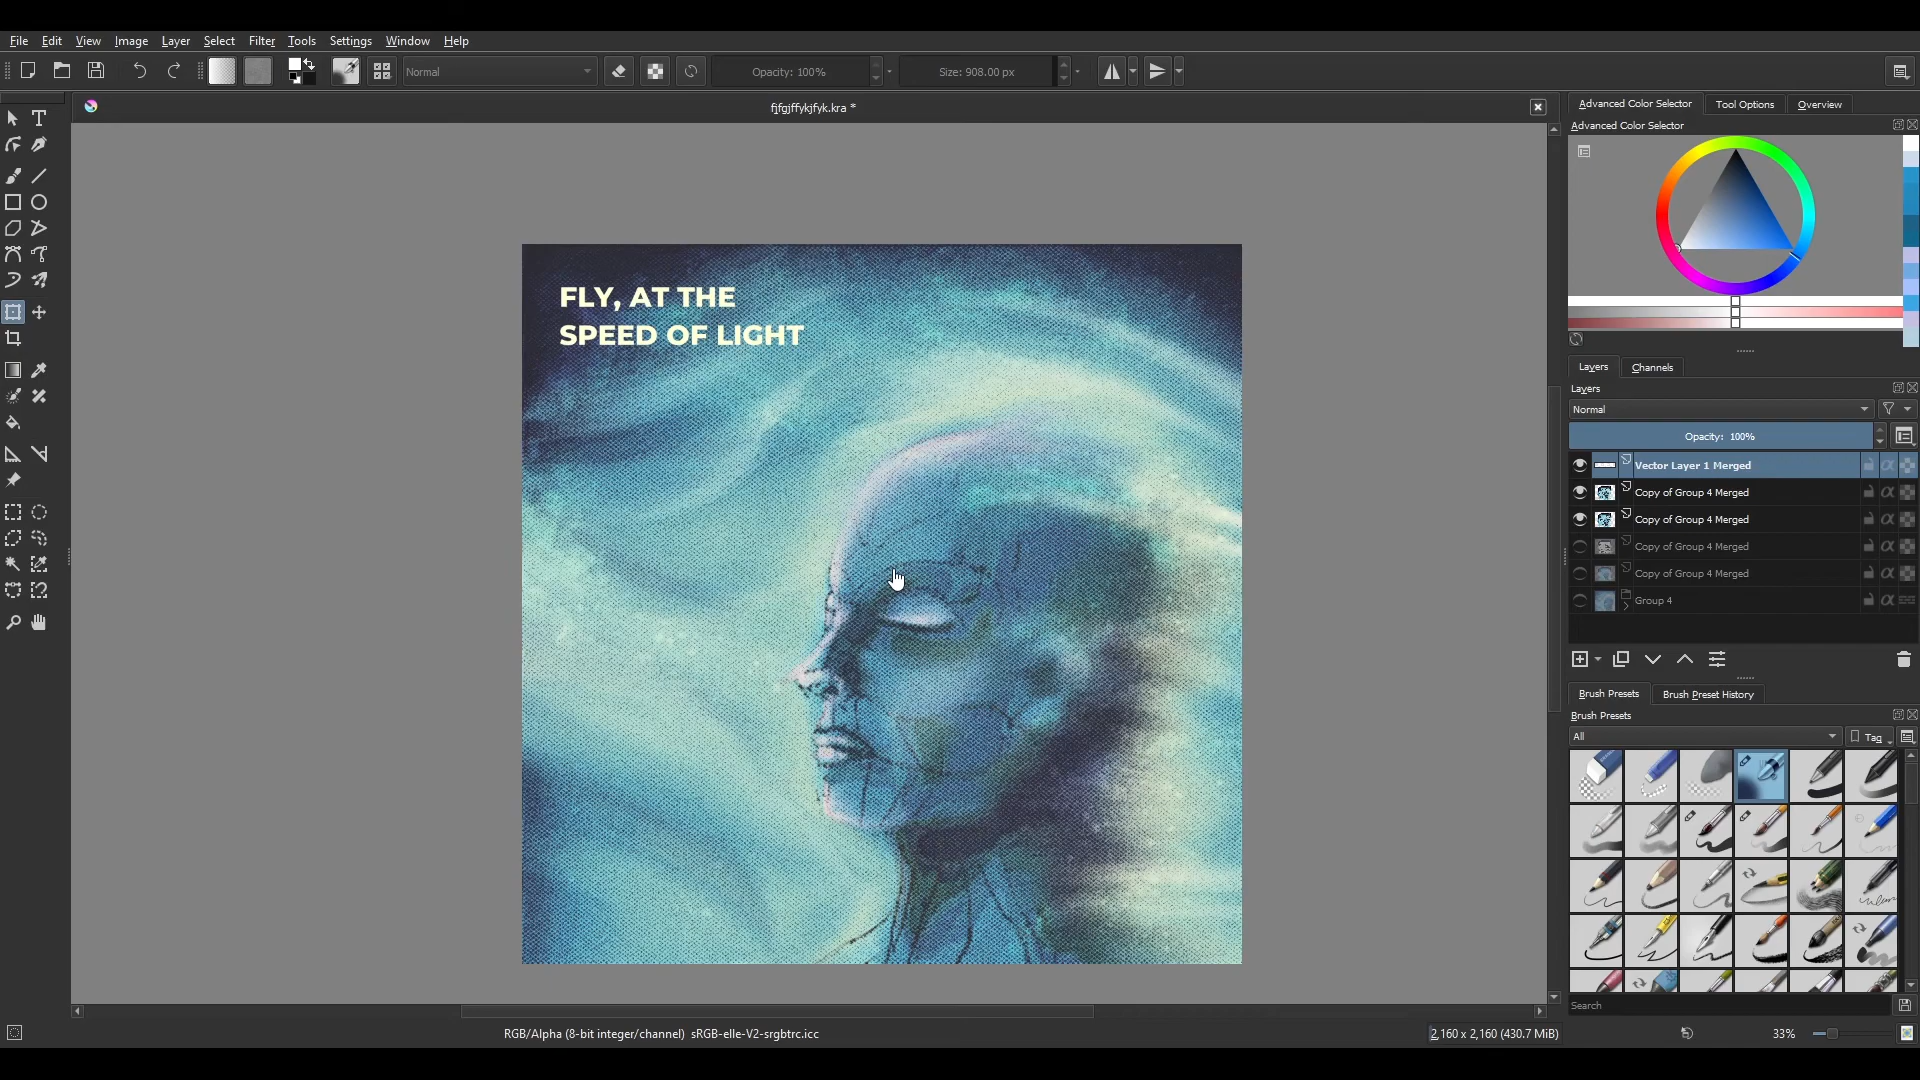 File Edit View Image Layer Select Filter Tools Settings Window Help
Normal Opacity: 100% Size: 908.00 px
fjfgjffykjfyk.kra *
Advanced Color Selector Tool Options Overview
Advanced Color Selector
FLY, AT THE
SPEED OF LIGHT
Layers Channels
Layers
Normal
Opacity: 100%
Vector Layer 1 Merged
Copy of Group 4 Merged
Copy of Group 4 Merged
Copy of Group 4 Merged
Copy of Group 4 Merged
Group 4
Brush Presets Brush Preset History
Brush Presets
All Tag
Search
RGB/Alpha (8-bit integer/channel) sRGB-elle-V2-srgbtrc.icc 2,160 x 2,160 (430.7 MiB) 33%